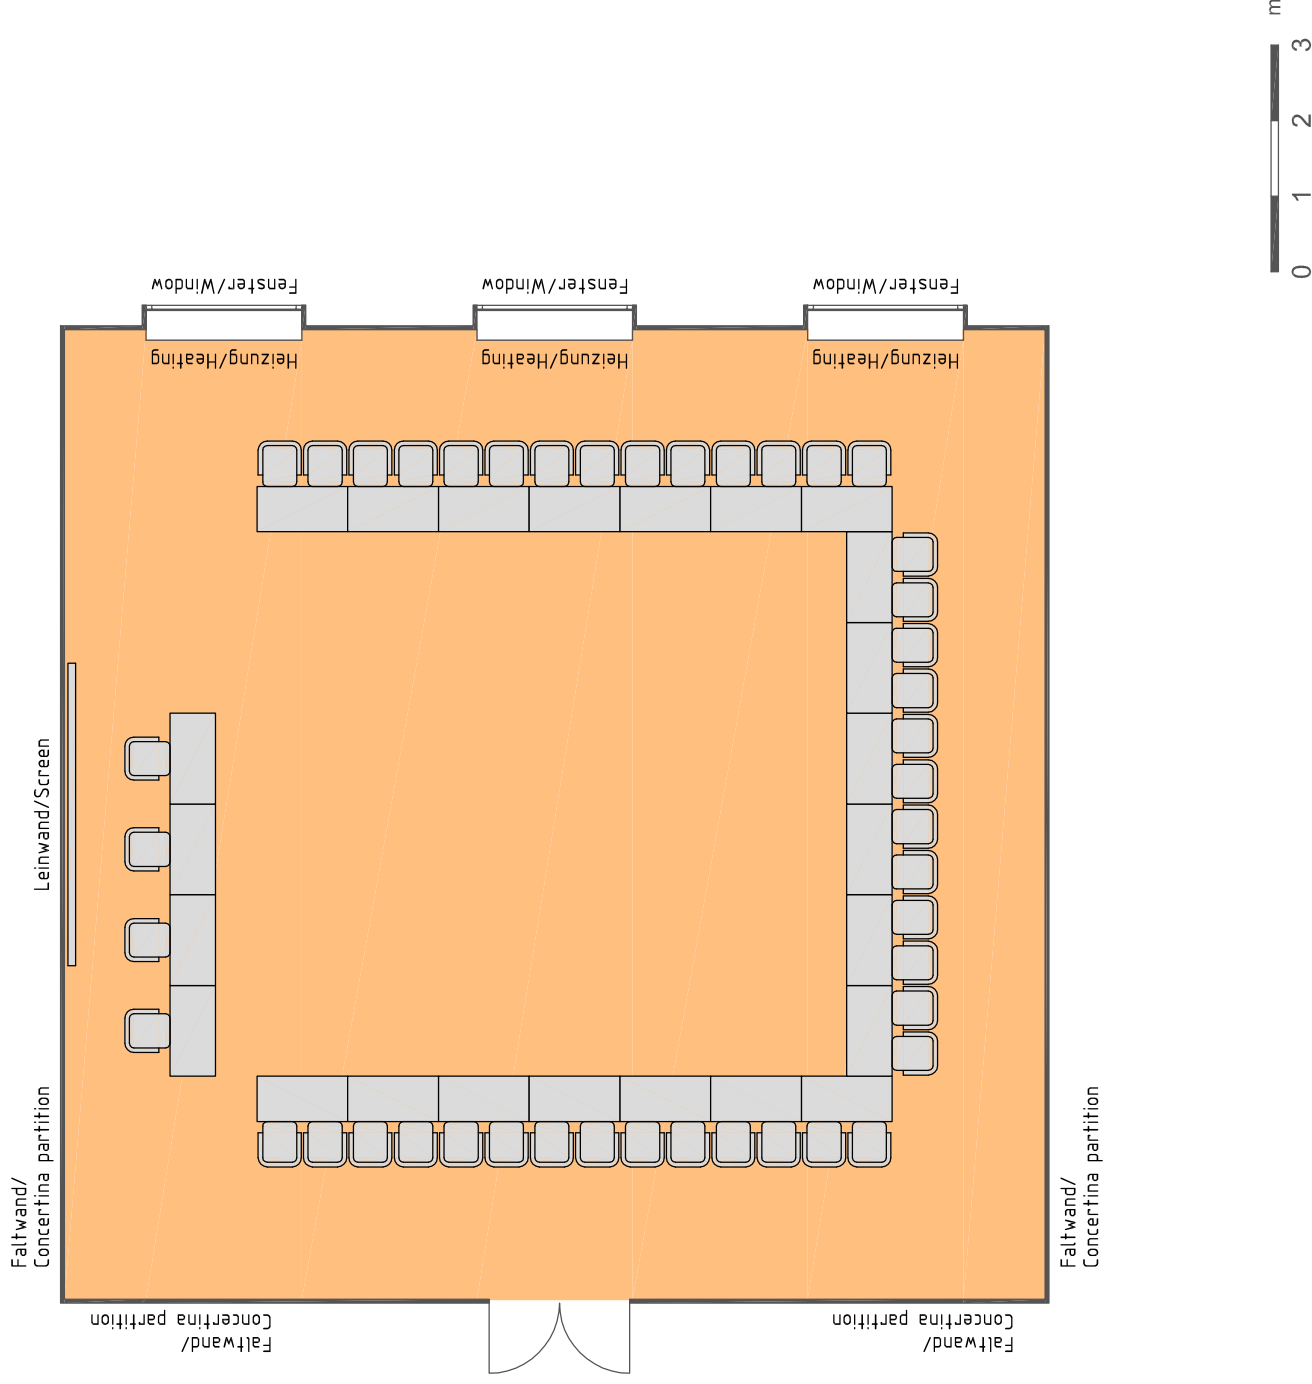 Fenster/Window
Fenster/Window
Fenster/Window
Heizung/Heating
Heizung/Heating
Heizung/Heating
Leinwand/Screen
Faltwand/
Concertina partition
Faltwand/
Concertina partition
Faltwand/
Concertina partition
Faltwand/
Concertina partition
0 1 2 3 m